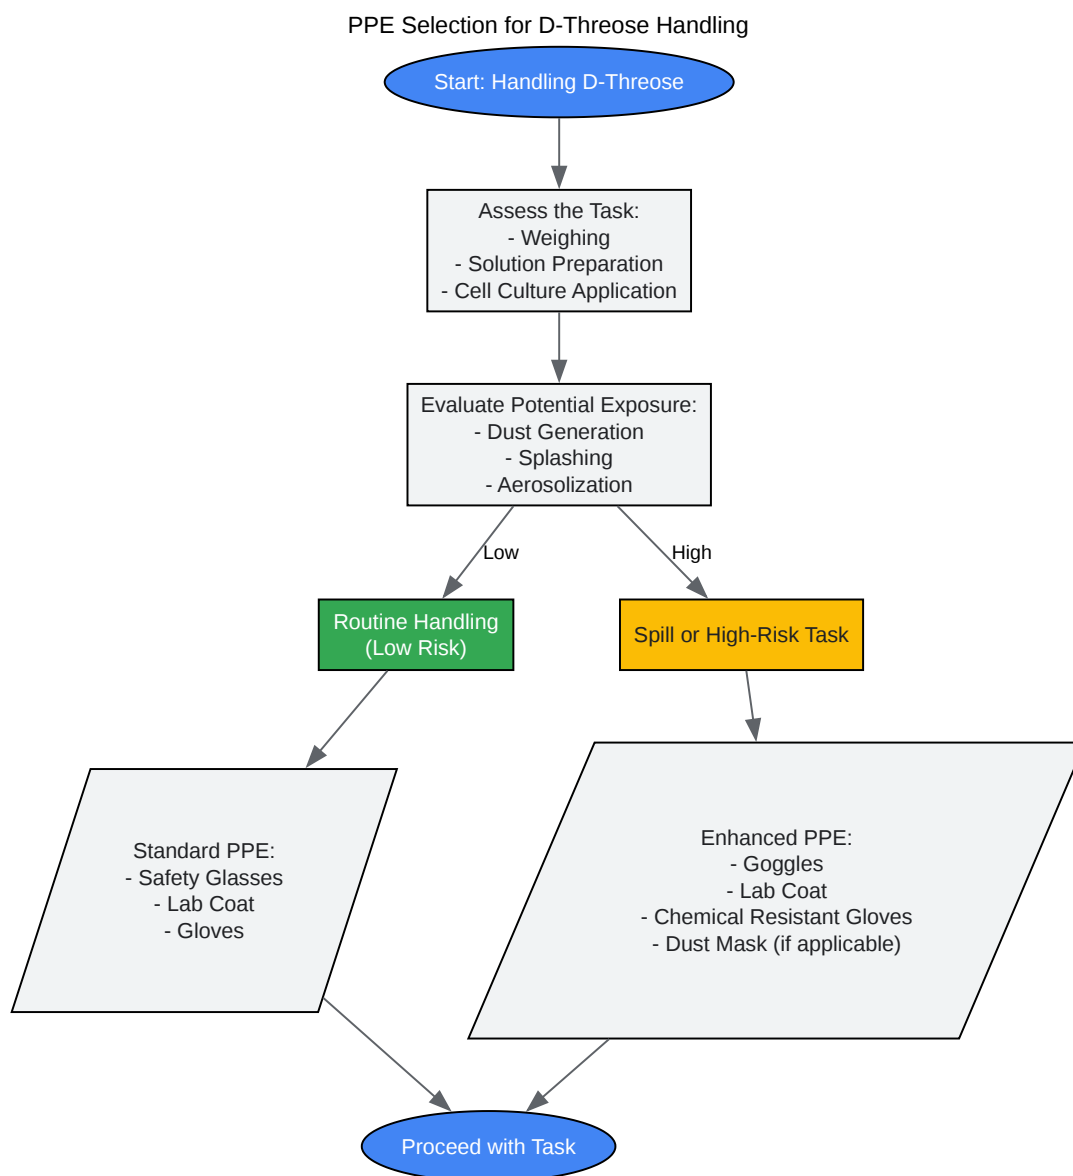 PPE Selection for D-Threose Handling
Start: Handling D-Threose
Assess the Task:
- Weighing
- Solution Preparation
- Cell Culture Application
Evaluate Potential Exposure:
- Dust Generation
- Splashing
- Aerosolization
Low
High
Routine Handling
(Low Risk)
Spill or High-Risk Task
Standard PPE:
- Safety Glasses
- Lab Coat
- Gloves
Enhanced PPE:
- Goggles
- Lab Coat
- Chemical Resistant Gloves
- Dust Mask (if applicable)
Proceed with Task